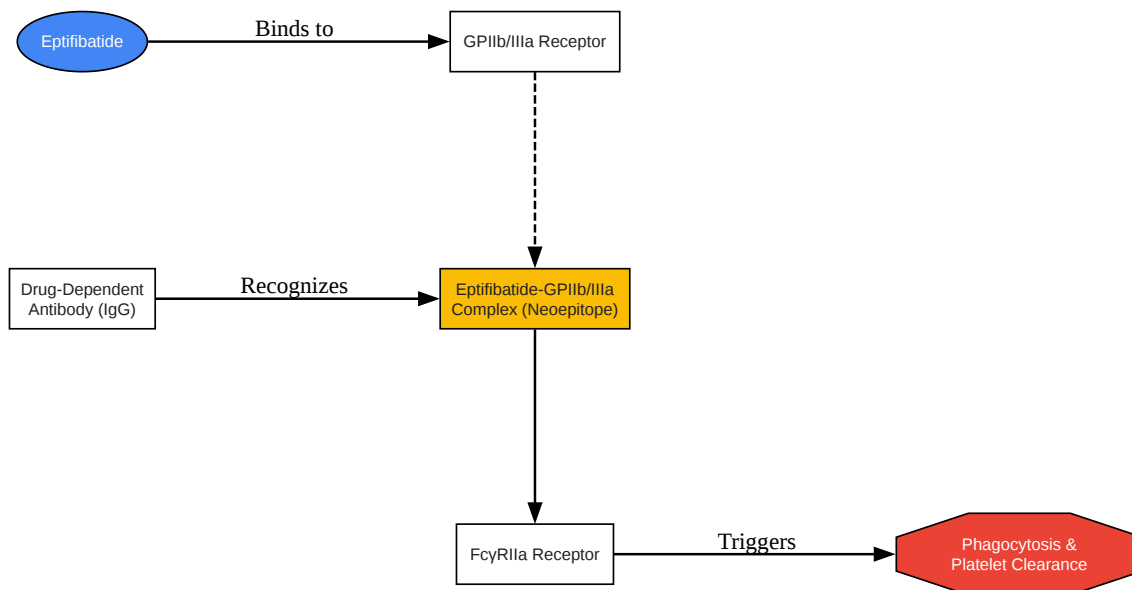 Eptifibatide
Binds to
GPIIb/IIIa Receptor
Drug-Dependent
Antibody (IgG)
Recognizes
Eptifibatide-GPIIb/IIIa
Complex (Neoepitope)
FcγRIIa Receptor
Triggers
Phagocytosis &
Platelet Clearance